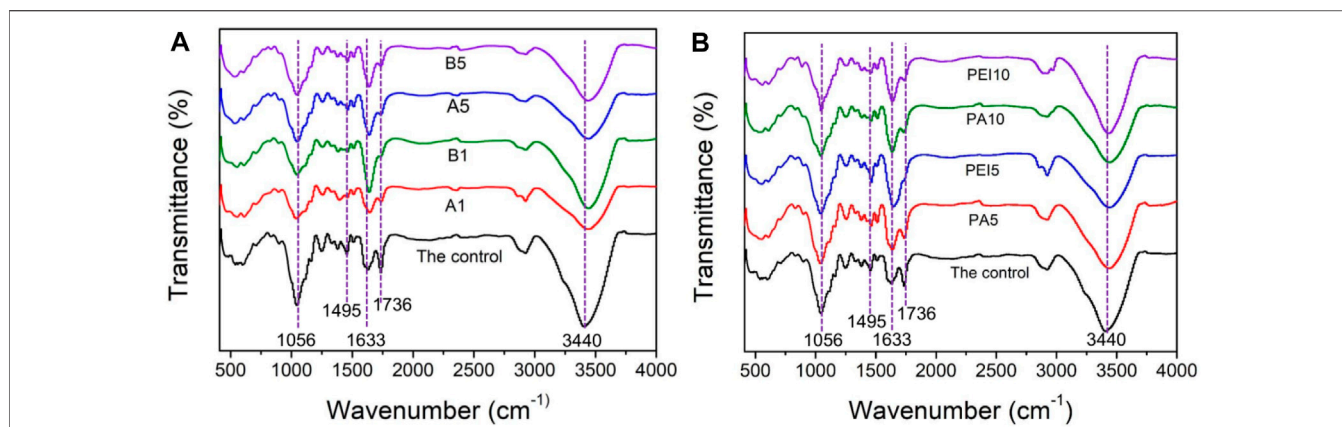 A
B5
A5
B1
A1
The control
1495
1736
1056
1633
3440
500 1000 1500 2000 2500 3000 3500 4000
Wavenumber (cm-1)
Transmittance (%)
B
PEI10
PA10
PEI5
PA5
The control
1495
1736
1056
1633
3440
500 1000 1500 2000 2500 3000 3500 4000
Wavenumber (cm-1)
Transmittance (%)